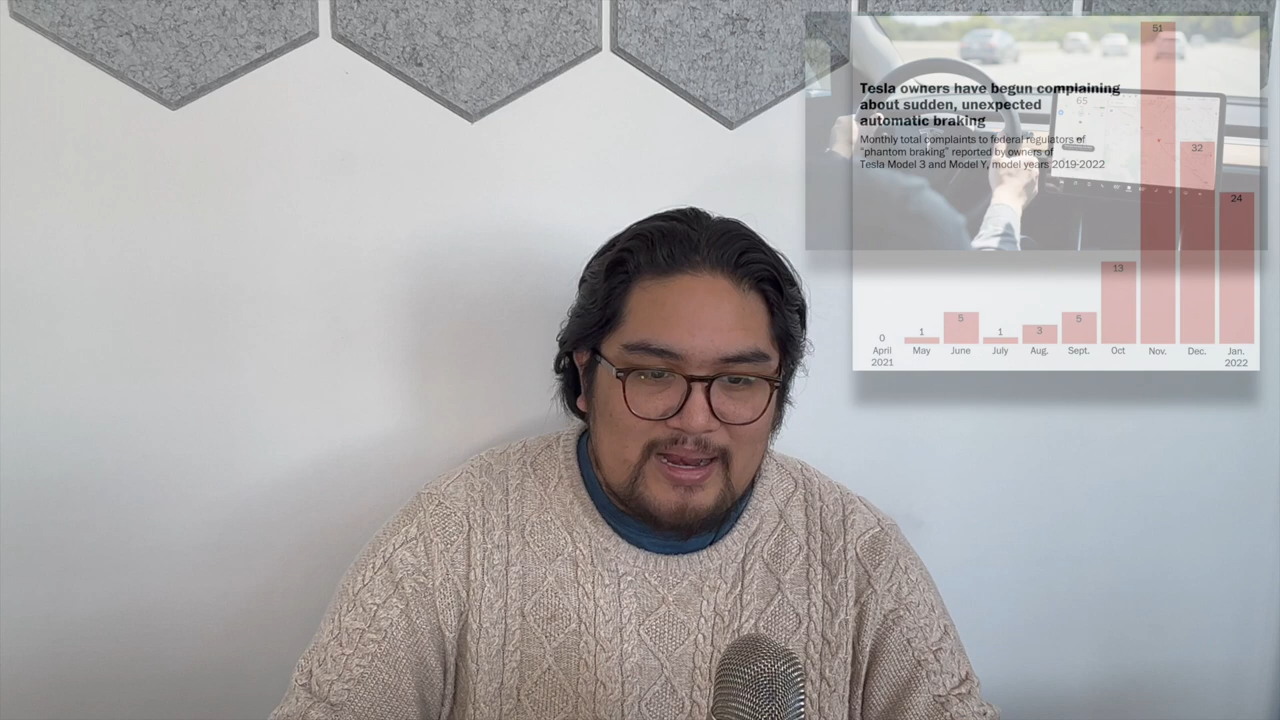 51
Tesla owners have begun complaining
about sudden, unexpected
automatic braking
65
Monthly total complaints to federal regulators of
"phantom braking" reported by owners of
Tesla Model 3 and Model Y, model years 2019-2022
32
24
13
5
5
3
1
1
0
April May June July Aug. Sept. Oct Nov. Dec. Jan.
2021 2022